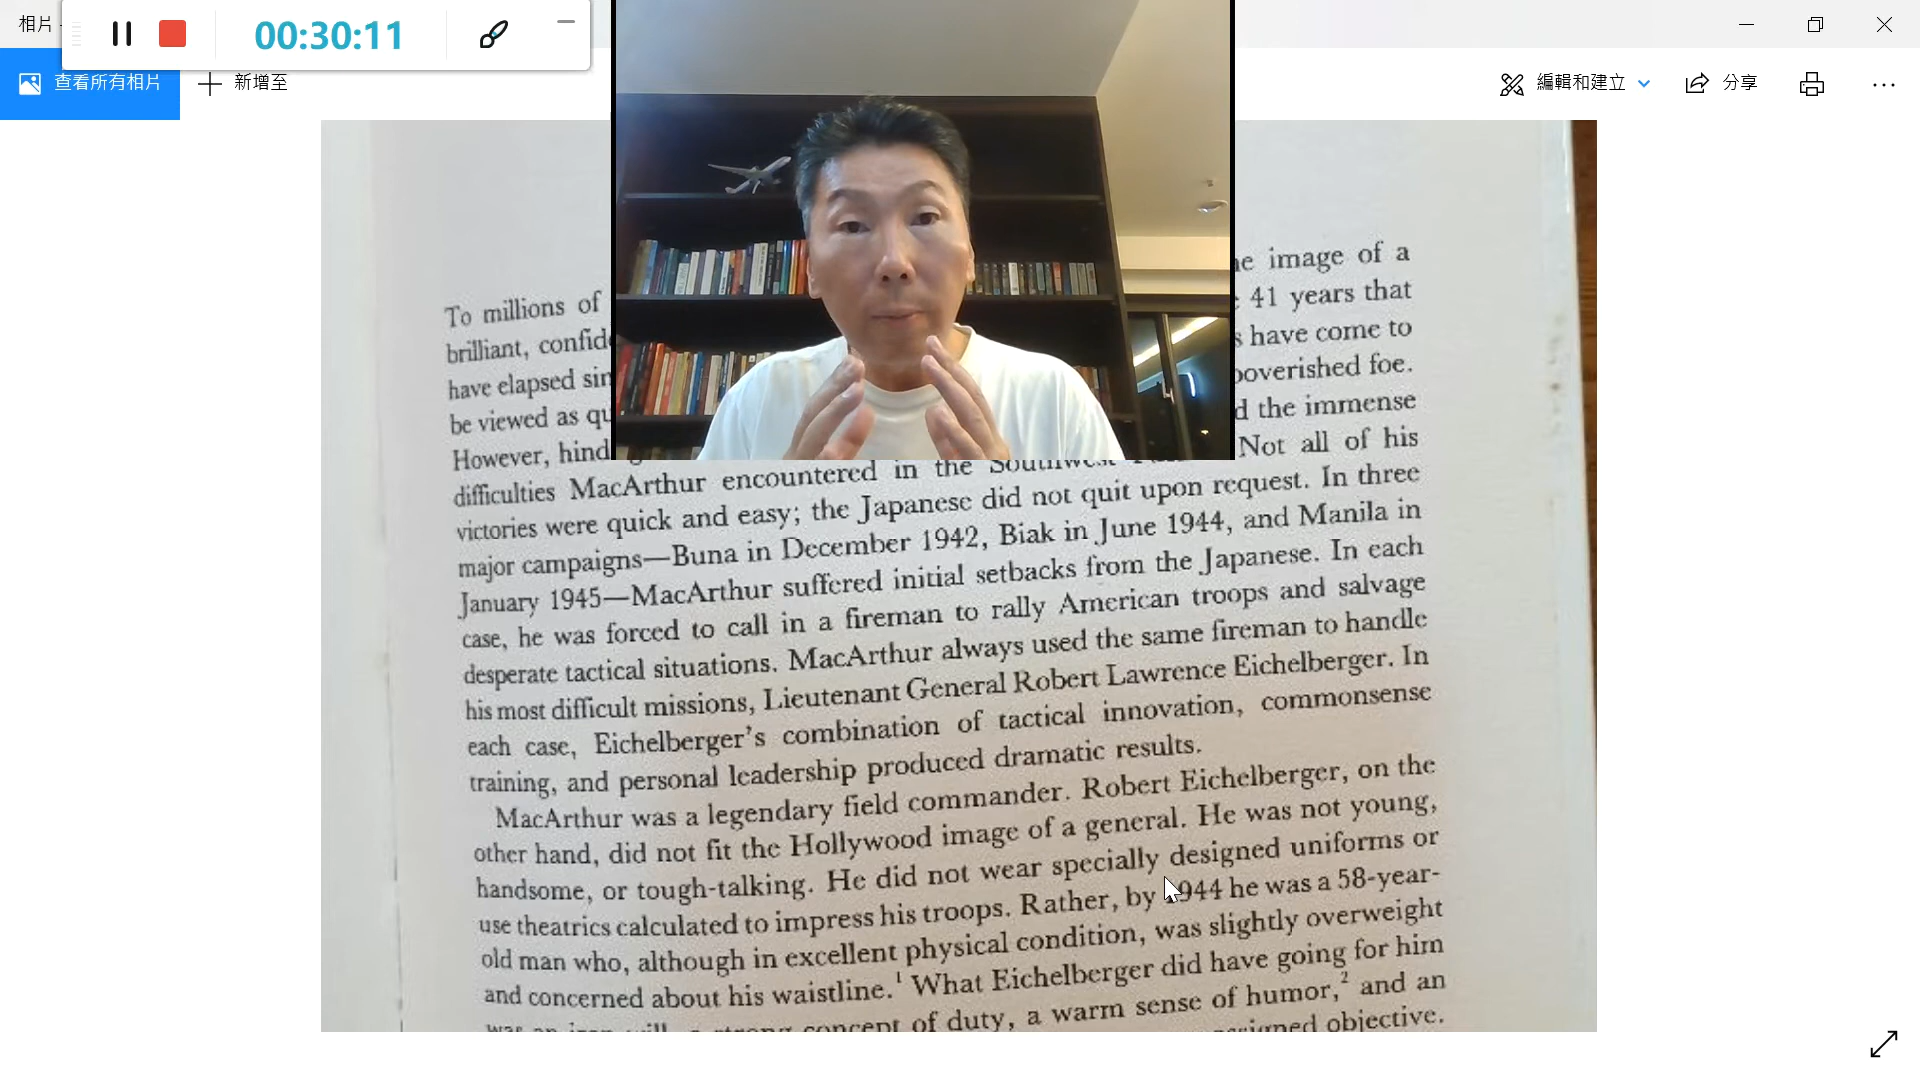 相片
00:30:11
查看所有相片
新增至
編輯和建立
分享
To millions of
image of a
brilliant, confid
41 years that
have elapsed sin
have come to
be viewed as qu
poverished foe.
However, hind
the immense
difficulties MacArthur encountered in the Southwest
Not all of his
victories were quick and easy; the Japanese did not quit upon request. In three
major campaigns—Buna in December 1942, Biak in June 1944, and Manila in
January 1945—MacArthur suffered initial setbacks from the Japanese. In each
case, he was forced to call in a fireman to rally American troops and salvage
desperate tactical situations. MacArthur always used the same fireman to handle
his most difficult missions, Lieutenant General Robert Lawrence Eichelberger. In
each case, Eichelberger's combination of tactical innovation, commonsense
training, and personal leadership produced dramatic results.
MacArthur was a legendary field commander. Robert Eichelberger, on the
other hand, did not fit the Hollywood image of a general. He was not young,
handsome, or tough-talking. He did not wear specially designed uniforms or
use theatrics calculated to impress his troops. Rather, by 1944 he was a 58-year-
old man who, although in excellent physical condition, was slightly overweight
and concerned about his waistline.¹ What Eichelberger did have going for him
was an iron will, a strong concept of duty, a warm sense of humor,² and an
objective.